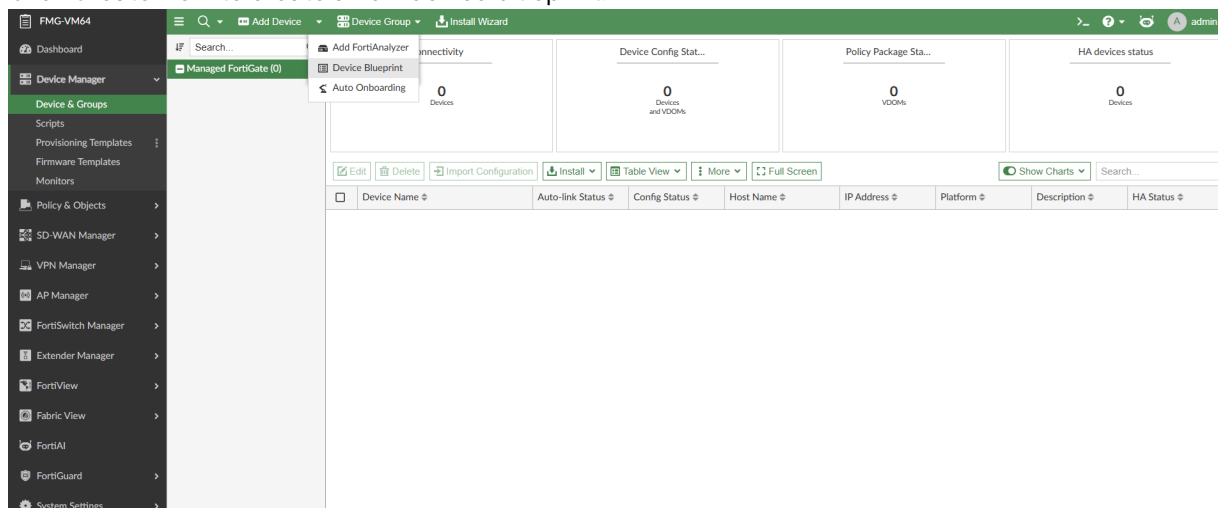 FMG-VM64
Add Device
Device Group
Install Wizard
admin
A
Dashboard
Device Manager
Device & Groups
Scripts
Provisioning Templates
Firmware Templates
Monitors
Policy & Objects
SD-WAN Manager
VPN Manager
AP Manager
FortiSwitch Manager
Extender Manager
FortiView
Fabric View
FortiAI
FortiGuard
System Settings
Search...
Managed FortiGate (0)
Add FortiAnalyzer
Device Blueprint
Auto Onboarding
Device Config Stat...
Policy Package Sta...
HA devices status
0
Devices
0
Devices
and VDOMs
0
VDOMs
0
Devices
Edit
Delete
Import Configuration
Install
Table View
More
Full Screen
Show Charts
Search...
Device Name
Auto-link Status
Config Status
Host Name
IP Address
Platform
Description
HA Status